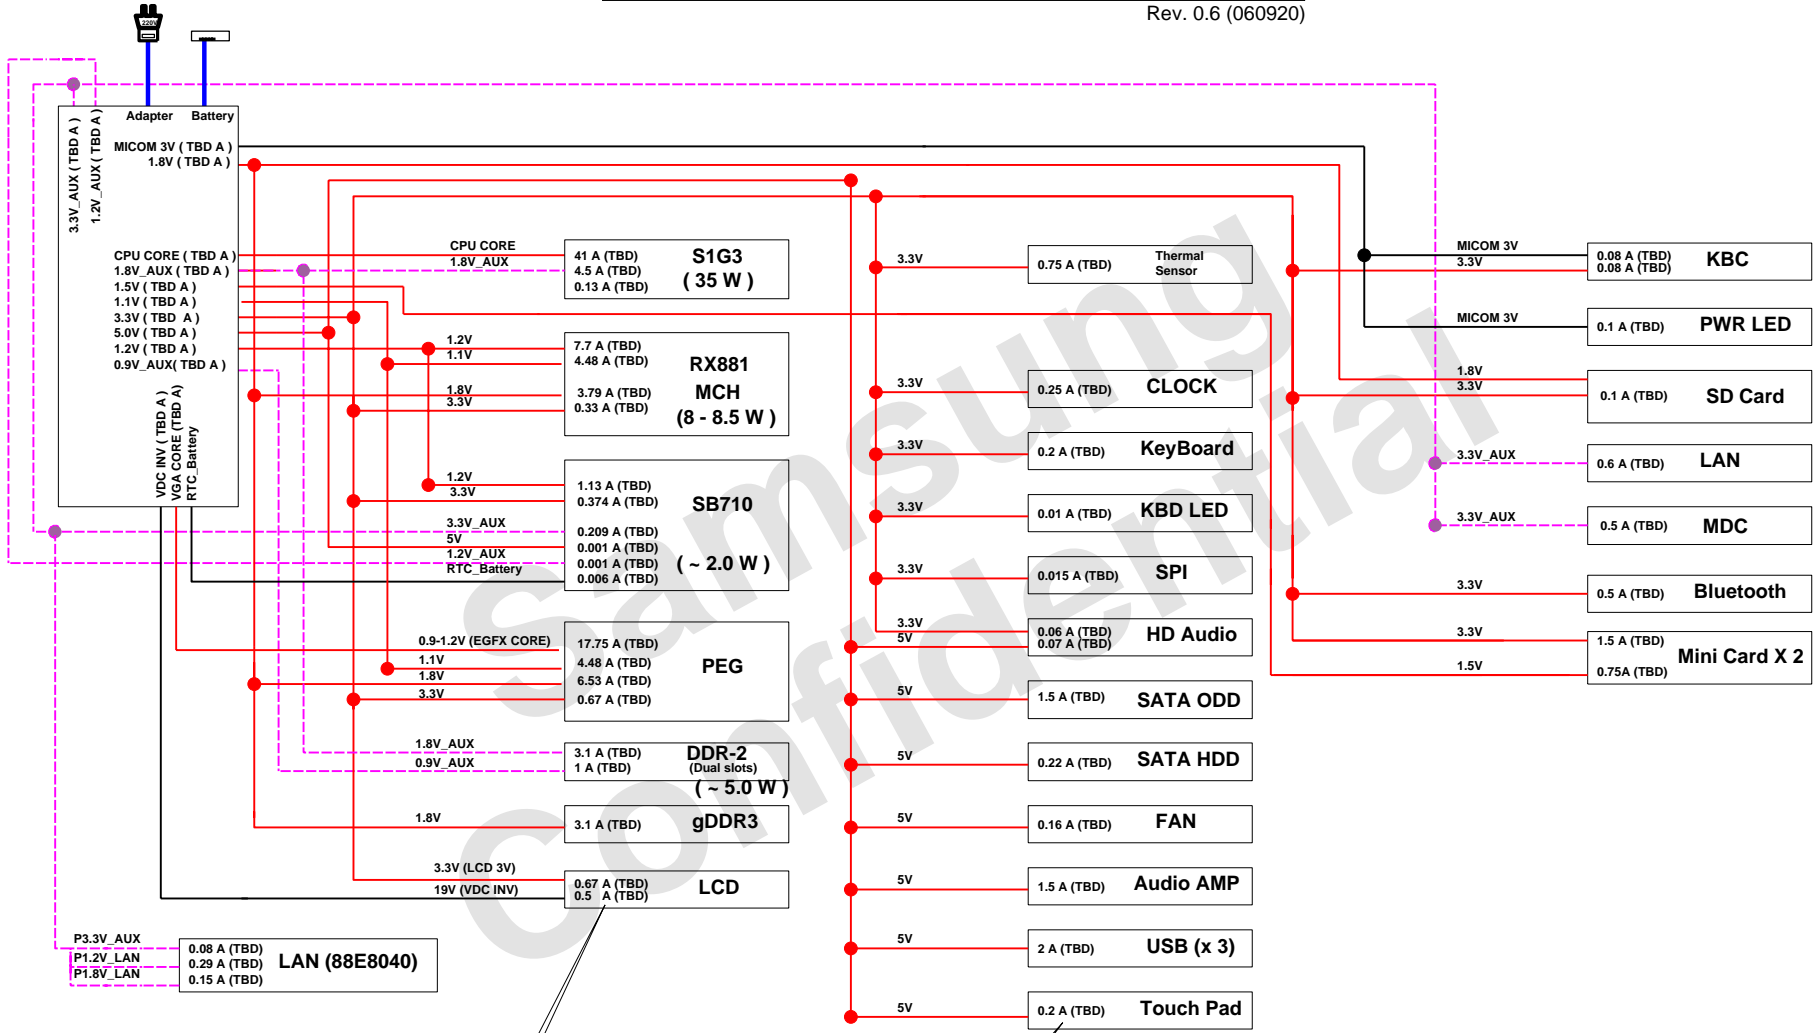 Rev. 0.6 (060920)
220V
Adapter
Battery
3.3V_AUX ( TBD A )
1.2V_AUX ( TBD A )
MICOM 3V ( TBD A )
1.8V ( TBD A )
CPU CORE ( TBD A )
1.8V_AUX ( TBD A )
1.5V ( TBD A )
1.1V ( TBD A )
3.3V ( TBD A )
5.0V ( TBD A )
1.2V ( TBD A )
0.9V_AUX( TBD A )
VDC INV ( TBD A )
VGA CORE (TBD A)
RTC_Battery
CPU CORE
1.8V_AUX
41 A (TBD)
4.5 A (TBD)
0.13 A (TBD)
S1G3
( 35 W )
1.2V
1.1V
1.8V
3.3V
7.7 A (TBD)
4.48 A (TBD)
3.79 A (TBD)
0.33 A (TBD)
RX881
MCH
(8 - 8.5 W )
1.2V
3.3V
3.3V_AUX
5V
1.2V_AUX
RTC_Battery
1.13 A (TBD)
0.374 A (TBD)
0.209 A (TBD)
0.001 A (TBD)
0.001 A (TBD)
0.006 A (TBD)
SB710
( ~ 2.0 W )
0.9-1.2V (EGFX CORE)
1.1V
1.8V
3.3V
17.75 A (TBD)
4.48 A (TBD)
6.53 A (TBD)
0.67 A (TBD)
PEG
1.8V_AUX
0.9V_AUX
3.1 A (TBD)
1 A (TBD)
DDR-2
(Dual slots)
( ~ 5.0 W )
1.8V
3.1 A (TBD)
gDDR3
3.3V (LCD 3V)
19V (VDC INV)
0.67 A (TBD)
0.5 A (TBD)
LCD
P3.3V_AUX
P1.2V_LAN
P1.8V_LAN
0.08 A (TBD)
0.29 A (TBD)
0.15 A (TBD)
LAN (88E8040)
3.3V
0.75 A (TBD)
Thermal
Sensor
3.3V
0.25 A (TBD)
CLOCK
3.3V
0.2 A (TBD)
KeyBoard
3.3V
0.01 A (TBD)
KBD LED
3.3V
0.015 A (TBD)
SPI
3.3V
5V
0.06 A (TBD)
0.07 A (TBD)
HD Audio
5V
1.5 A (TBD)
SATA ODD
5V
0.22 A (TBD)
SATA HDD
5V
0.16 A (TBD)
FAN
5V
1.5 A (TBD)
Audio AMP
5V
2 A (TBD)
USB (x 3)
5V
0.2 A (TBD)
Touch Pad
MICOM 3V
3.3V
0.08 A (TBD)
0.08 A (TBD)
KBC
MICOM 3V
0.1 A (TBD)
PWR LED
1.8V
3.3V
0.1 A (TBD)
SD Card
3.3V_AUX
0.6 A (TBD)
LAN
3.3V_AUX
0.5 A (TBD)
MDC
3.3V
0.5 A (TBD)
Bluetooth
3.3V
1.5V
1.5 A (TBD)
0.75A (TBD)
Mini Card X 2
Samsung
Confidential